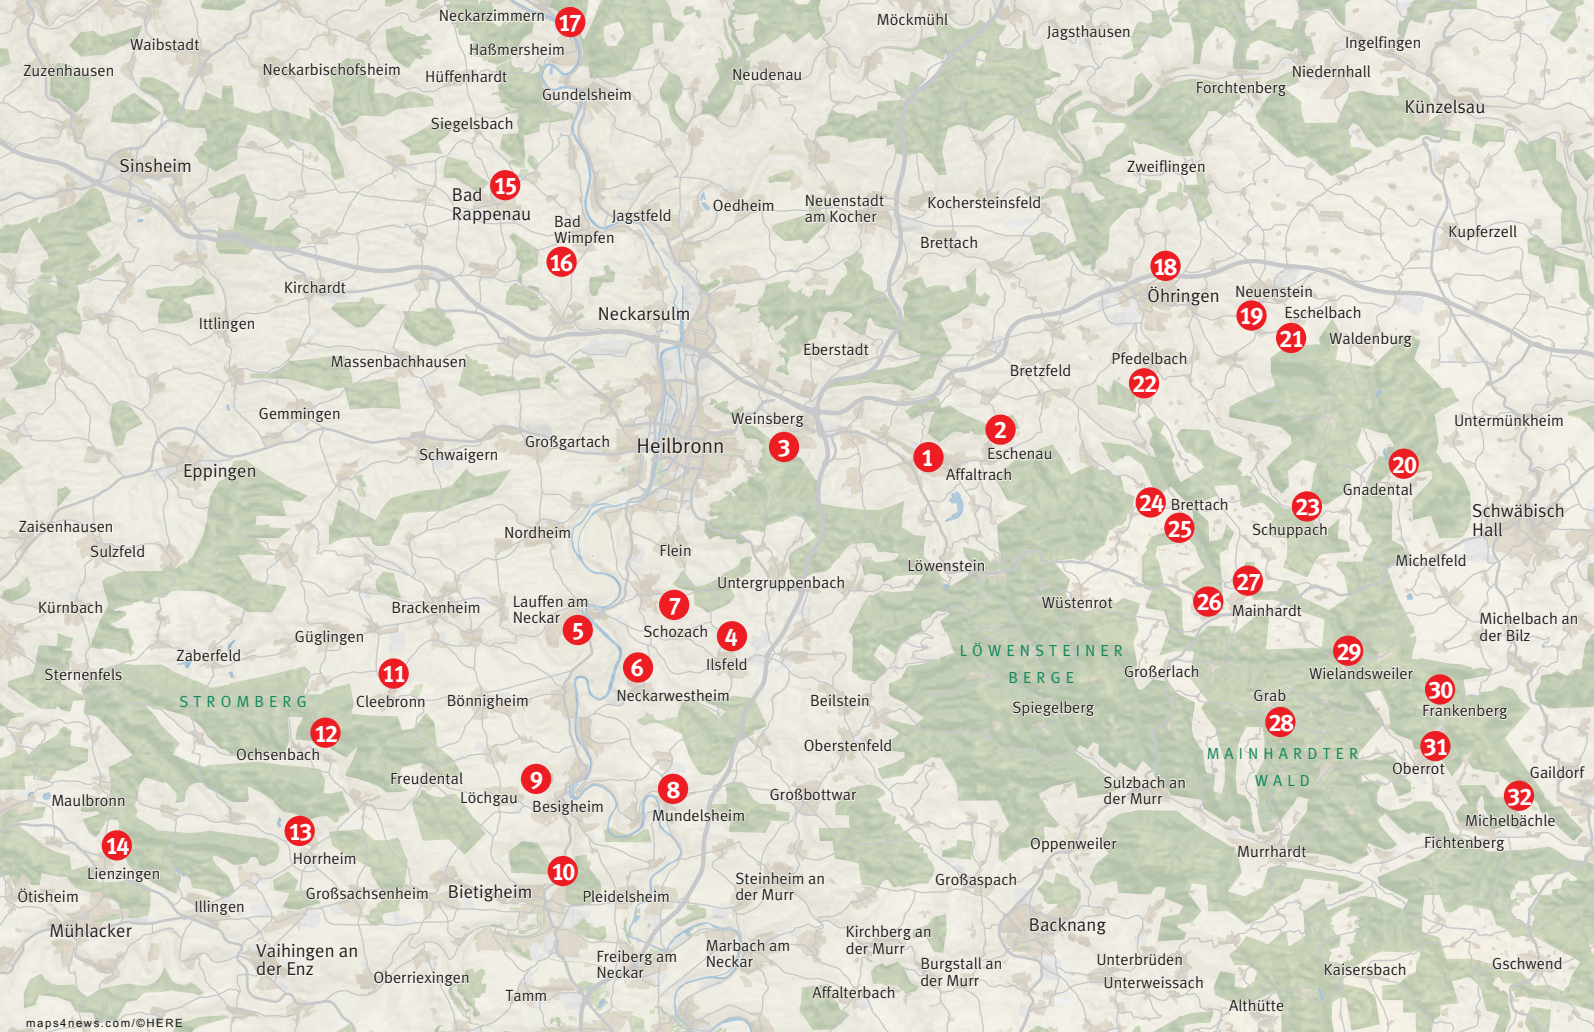 Neckarzimmern
17
Möckmühl
Jagsthausen
Waibstadt
Haßmersheim
Ingelfingen
Zuzenhausen
Neckarbischofsheim
Hüffenhardt
Neudenau
Niedernhall
Gundelsheim
Forchtenberg
Künzelsau
Siegelsbach
Sinsheim
Zweiflingen
15
Bad
Rappenau
Bad
Wimpfen
Jagstfeld
Oedheim
Neuenstadt
am Kocher
Kochersteinsfeld
Brettach
Kupferzell
16
18
Kirchardt
Öhringen
Neuenstein
Neckarsulm
19
Eschelbach
Ittlingen
21
Waldenburg
Eberstadt
Massenbachhausen
Pfedelbach
Bretzfeld
22
Gemmingen
Weinsberg
Untermünkheim
3
2
Großgartach
Heilbronn
Schwaigern
1
Eschenau
Eppingen
Affaltrach
20
Gnadental
24
Brettach
23
Schwäbisch
Hall
Zaisenhausen
25
Schuppach
Nordheim
Sulzfeld
Flein
Michelfeld
Löwenstein
Untergruppenbach
27
Kürnbach
Brackenheim
Lauffen am
Neckar
7
Wüstenrot
26
Mainhardt
5
Schozach
4
Michelbach an
der Bilz
Güglingen
Zaberfeld
LÖWENSTEINER
BERGE
29
Sternenfels
11
6
Ilsfeld
Großerlach
Wielandsweiler
STROMBERG
Cleebronn
Bönnigheim
Neckarwestheim
Beilstein
Spiegelberg
Grab
30
Frankenberg
28
12
Ochsenbach
Oberstenfeld
MAINHARDTER
WALD
31
Oberrot
Freudental
9
8
Gaildorf
Sulzbach an
der Murr
Maulbronn
Löchgau
Besigheim
Großbottwar
32
Mundelsheim
Michelbächle
13
14
Horrheim
Oppenweiler
Murrhardt
Fichtenberg
Lienzingen
10
Ötisheim
Großsachsenheim
Bietigheim
Pleidelsheim
Steinheim an
der Murr
Großaspach
Illingen
Mühlacker
Backnang
Kirchberg an
der Murr
Vaihingen an
der Enz
Marbach am
Neckar
Freiberg am
Neckar
Burgstall an
der Murr
Unterbrüden
Kaisersbach
Gschwend
Oberriexingen
Unterweissach
Tamm
Affalterbach
Althütte
maps4news.com/©HERE